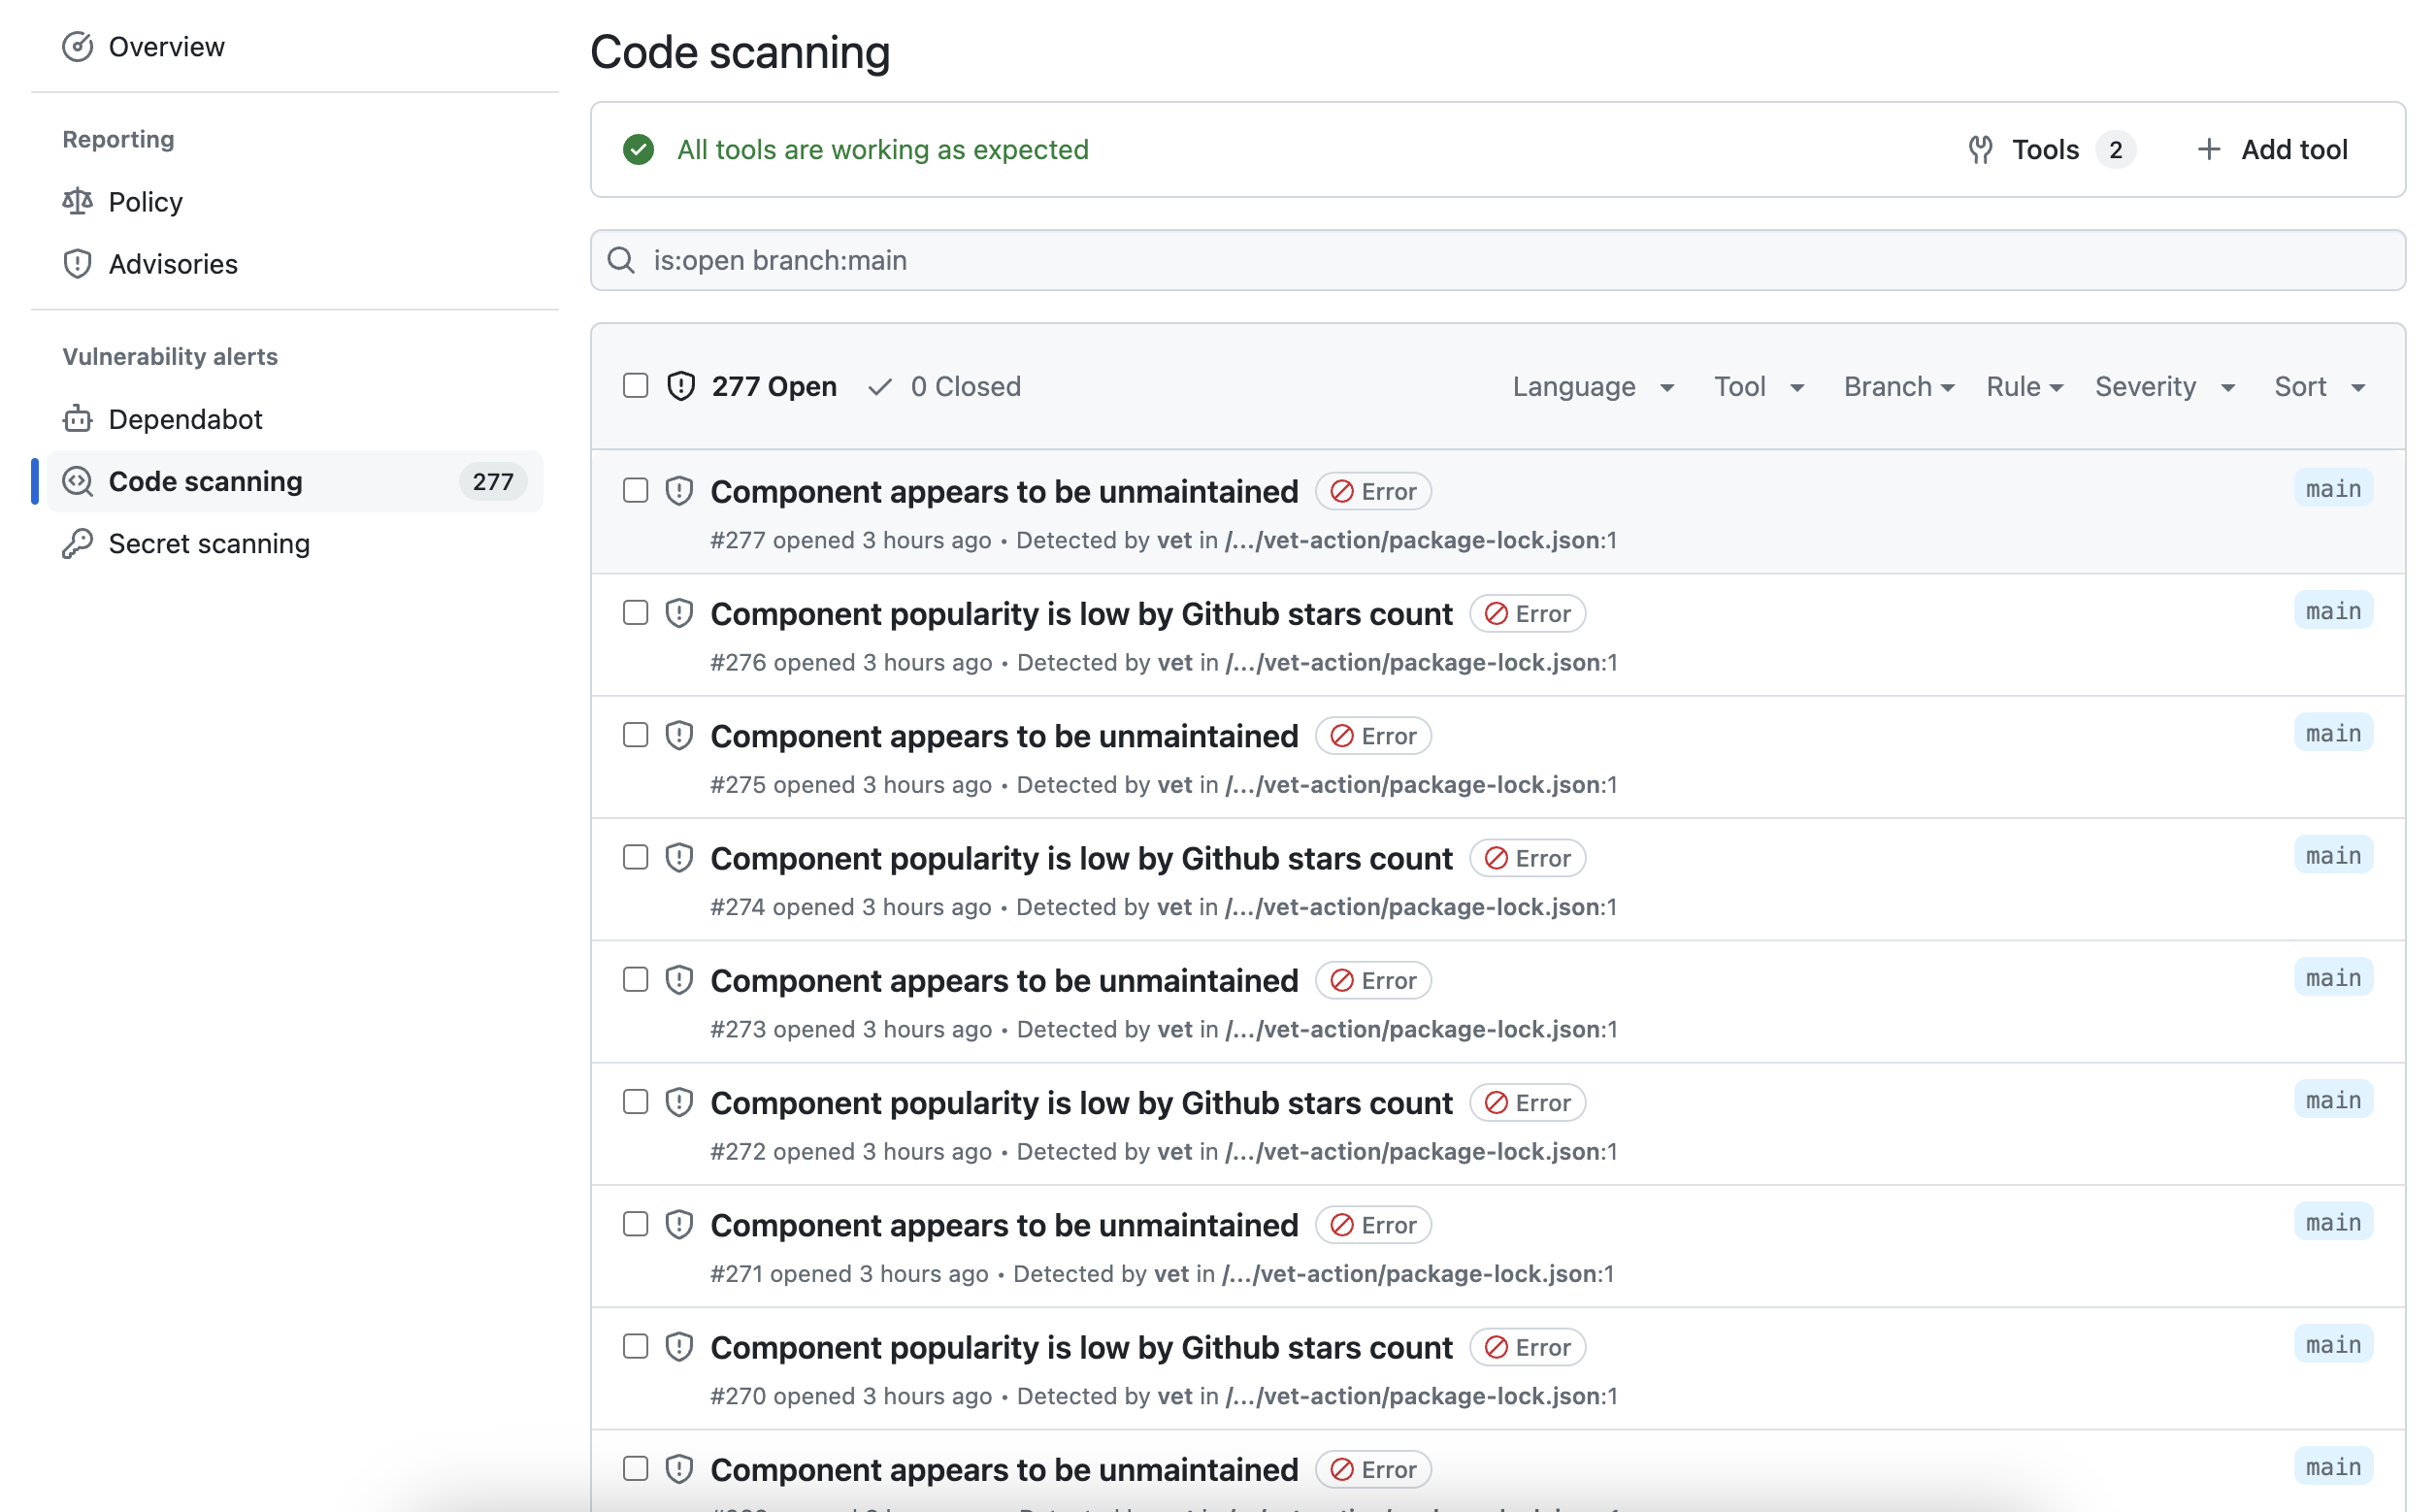 Overview
Reporting
Policy
Advisories
Vulnerability alerts
Dependabot
Code scanning 277
Secret scanning
Code scanning
All tools are working as expected Tools 2 Add tool
is:open branch:main
277 Open 0 Closed Language Tool Branch Rule Severity Sort
Component appears to be unmaintained Error main
#277 opened 3 hours ago • Detected by vet in /.../vet-action/package-lock.json:1
Component popularity is low by Github stars count Error main
#276 opened 3 hours ago • Detected by vet in /.../vet-action/package-lock.json:1
Component appears to be unmaintained Error main
#275 opened 3 hours ago • Detected by vet in /.../vet-action/package-lock.json:1
Component popularity is low by Github stars count Error main
#274 opened 3 hours ago • Detected by vet in /.../vet-action/package-lock.json:1
Component appears to be unmaintained Error main
#273 opened 3 hours ago • Detected by vet in /.../vet-action/package-lock.json:1
Component popularity is low by Github stars count Error main
#272 opened 3 hours ago • Detected by vet in /.../vet-action/package-lock.json:1
Component appears to be unmaintained Error main
#271 opened 3 hours ago • Detected by vet in /.../vet-action/package-lock.json:1
Component popularity is low by Github stars count Error main
#270 opened 3 hours ago • Detected by vet in /.../vet-action/package-lock.json:1
Component appears to be unmaintained Error main